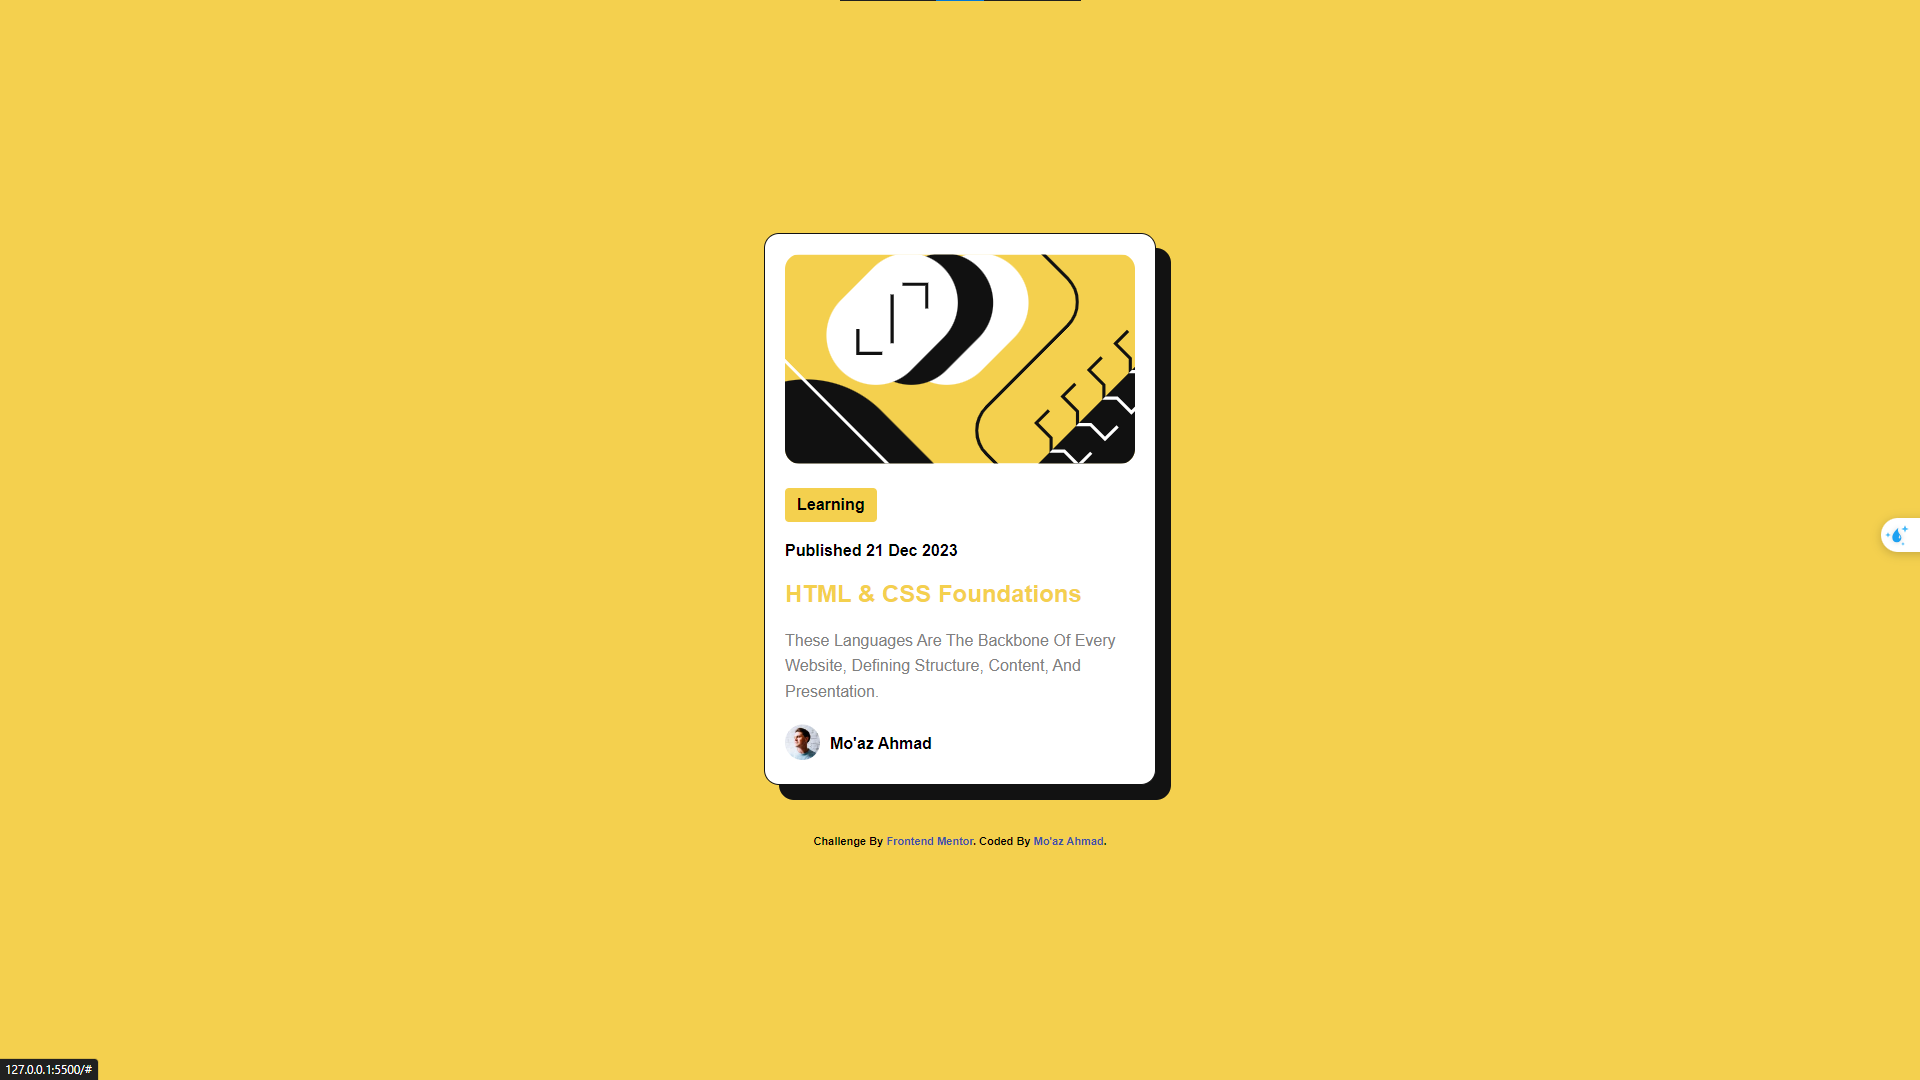 Learning
Published 21 Dec 2023
HTML & CSS Foundations
These Languages Are The Backbone Of Every
Website, Defining Structure, Content, And
Presentation.
Mo'az Ahmad
Challenge By Frontend Mentor. Coded By Mo'az Ahmad.
127.0.0.1:5500/#